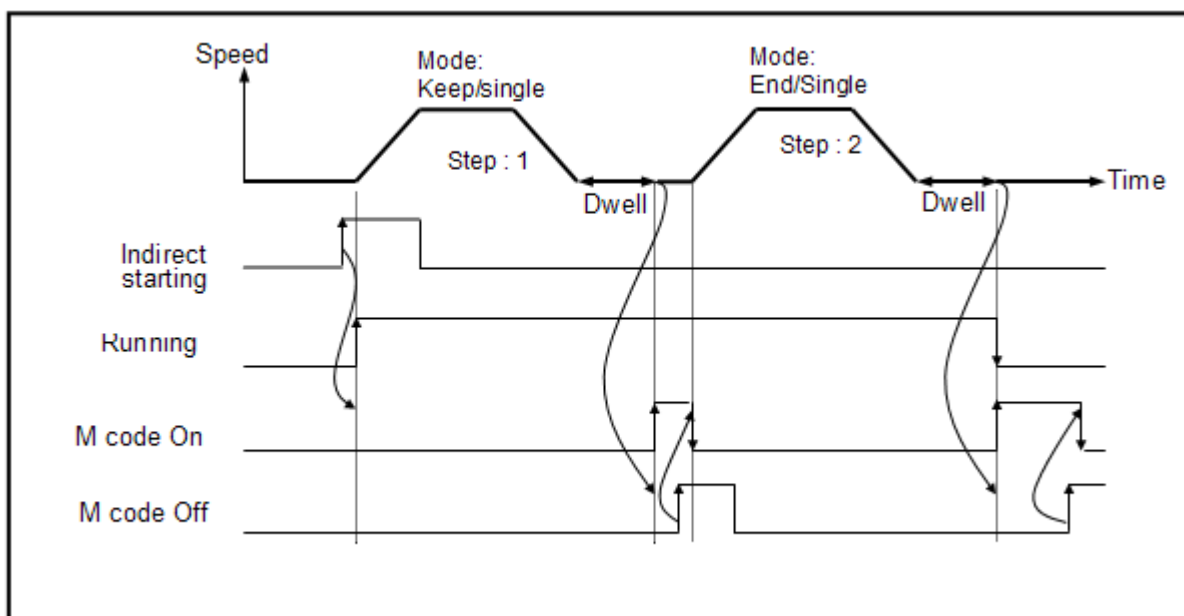 Speed
Mode:
Keep/single
Mode:
End/Single
Step : 1
Step : 2
Time
Dwell
Dwell
Indirect
starting
Running
M code On
M code Off